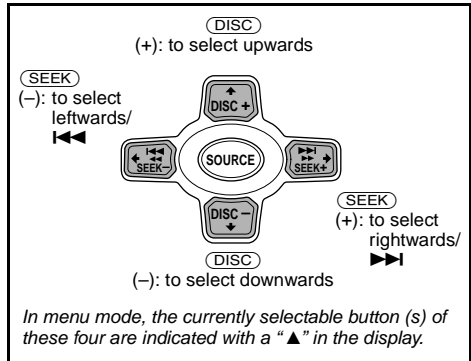 DISC
(+): to select upwards
SEEK
(–): to select
leftwards/
⏮
DISC +
SEEK–
SOURCE
SEEK+
DISC –
SEEK
(+): to select
rightwards/
⏭
DISC
(–): to select downwards
In menu mode, the currently selectable button (s) of
these four are indicated with a “▲” in the display.